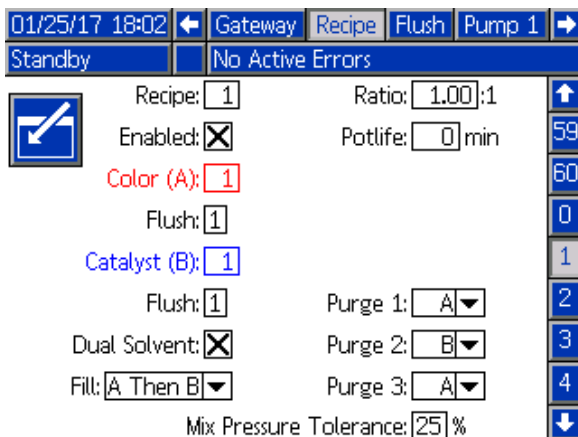 01/25/17 18:02 Gateway Recipe Flush Pump 1
Standby No Active Errors
Recipe: 1 Ratio: 1.00:1
Enabled: Potlife: 0 min 59
Color (A): 1 60
Flush: 1 0
Catalyst (B): 1 1
Flush: 1 Purge 1: A 2
Dual Solvent: Purge 2: B 3
Fill: A Then B Purge 3: A 4
Mix Pressure Tolerance: 25 %